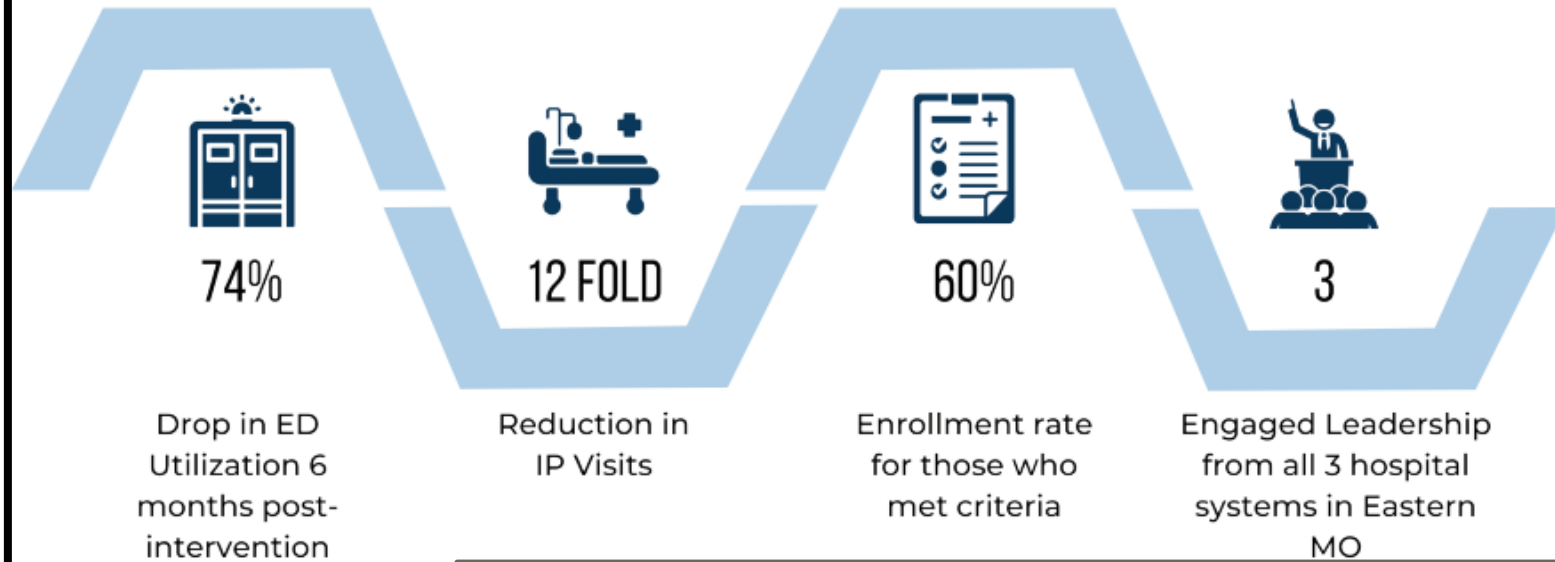 74%
12 FOLD
60%
3
Drop in ED
Utilization 6
months post-
intervention
Reduction in
IP Visits
Enrollment rate
for those who
met criteria
Engaged Leadership
from all 3 hospital
systems in Eastern
MO